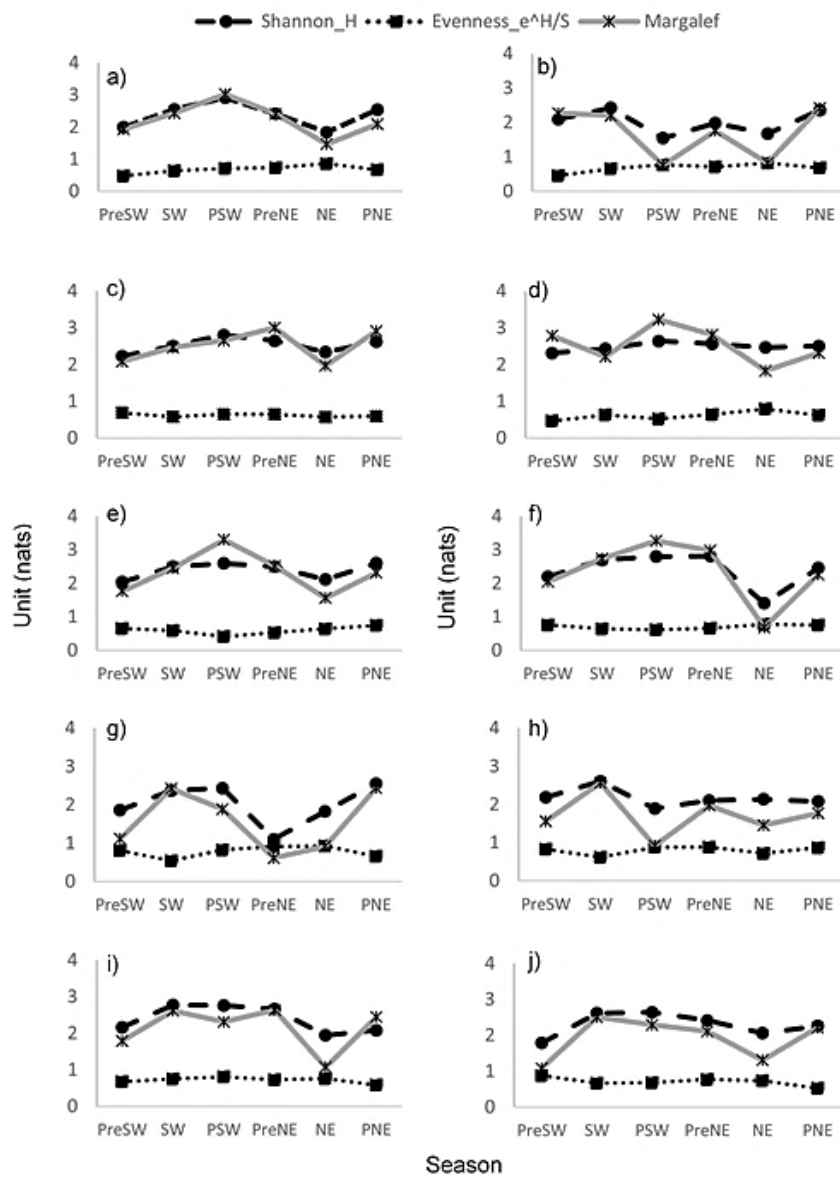 Shannon_H Evenness_e^H/S Margalef
a)
4
3
2
1
0
PreSW SW PSW PreNE NE PNE
b)
4
3
2
1
0
PreSW SW PSW PreNE NE PNE
c)
4
3
2
1
0
PreSW SW PSW PreNE NE PNE
d)
4
3
2
1
0
PreSW SW PSW PreNE NE PNE
Unit (nats)
e)
4
3
2
1
0
PreSW SW PSW PreNE NE PNE
Unit (nats)
f)
4
3
2
1
0
PreSW SW PSW PreNE NE PNE
g)
4
3
2
1
0
PreSW SW PSW PreNE NE PNE
h)
4
3
2
1
0
PreSW SW PSW PreNE NE PNE
i)
4
3
2
1
0
PreSW SW PSW PreNE NE PNE
j)
4
3
2
1
0
PreSW SW PSW PreNE NE PNE
Season